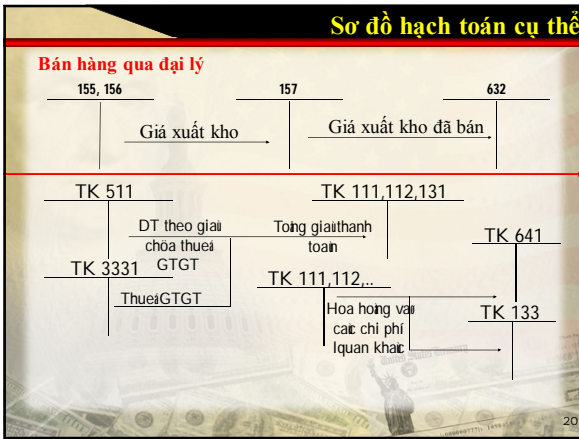 Sơ đồ hạch toán cụ thể
Bán hàng qua đại lý
155, 156
157
632
Giá xuất kho
Giá xuất kho đã bán
TK 511
TK 111,112,131
DT theo giaù
chöa thueá
GTGT
Toång giaù thanh
toaùn
TK 641
TK 3331
TK 111,112,..
Thueá GTGT
Hoa hoàng vaø
caùc chi phí
lquan khaùc
TK 133
20